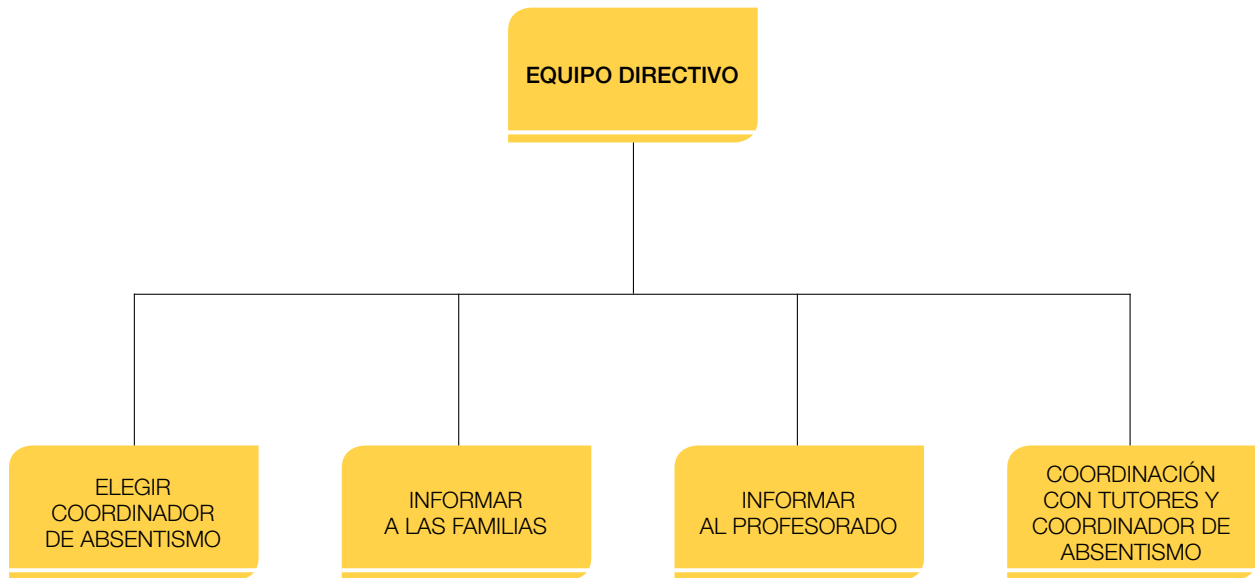 EQUIPO DIRECTIVO
ELEGIR
COORDINADOR
DE ABSENTISMO
INFORMAR
A LAS FAMILIAS
INFORMAR
AL PROFESORADO
COORDINACIÓN
CON TUTORES Y
COORDINADOR DE
ABSENTISMO